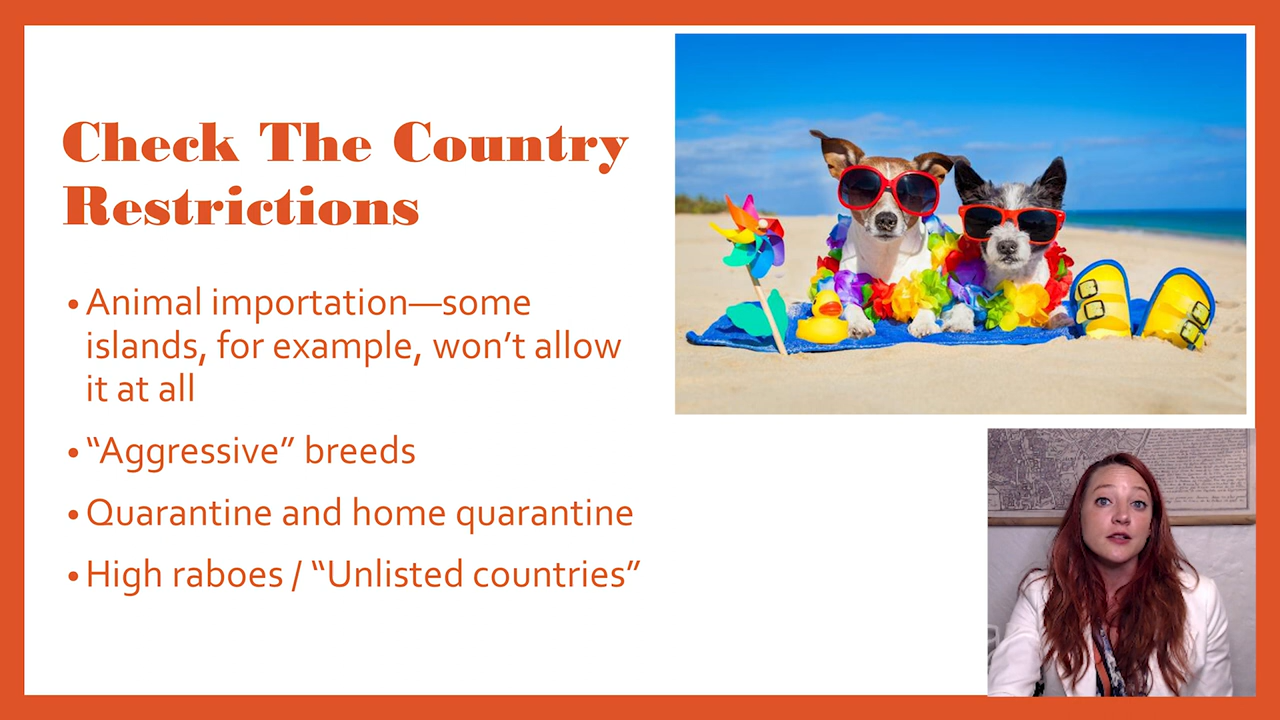 Check The Country
Restrictions
• Animal importation—some
islands, for example, won’t allow
it at all
• “Aggressive” breeds
• Quarantine and home quarantine
• High raboes / “Unlisted countries”